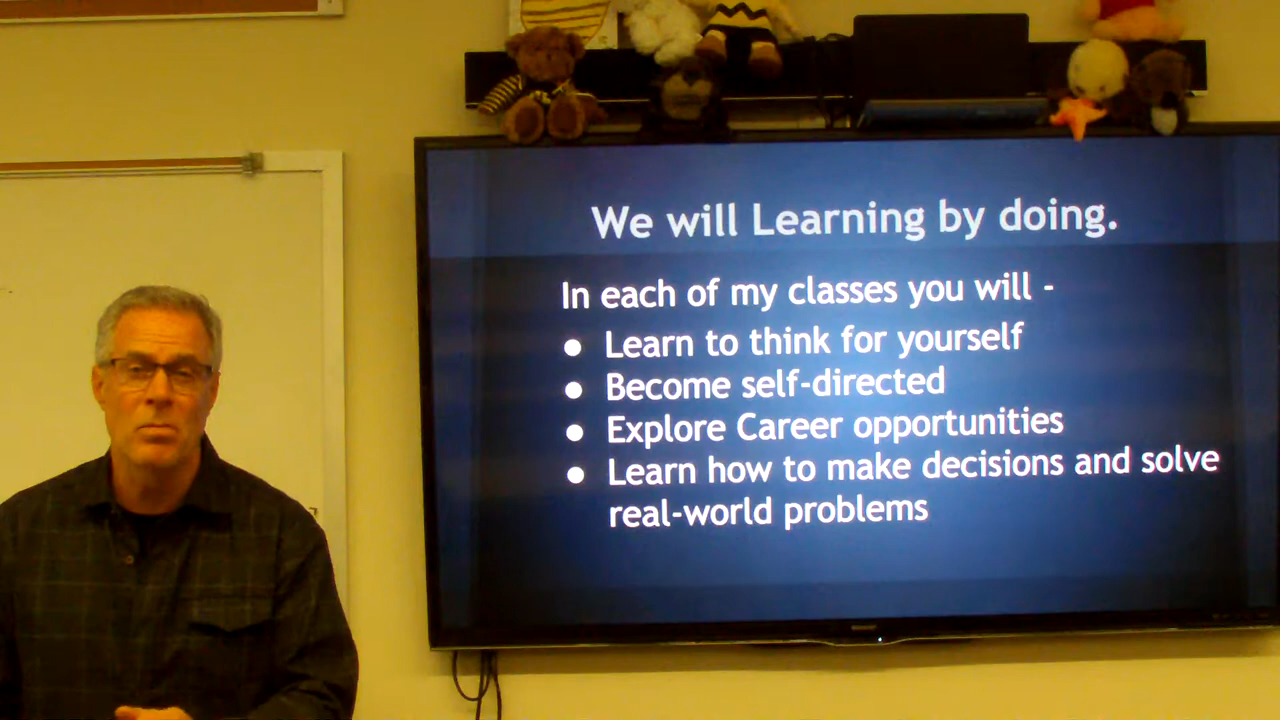 We will Learning by doing.
In each of my classes you will -
● Learn to think for yourself
● Become self-directed
● Explore Career opportunities
● Learn how to make decisions and solve
real-world problems